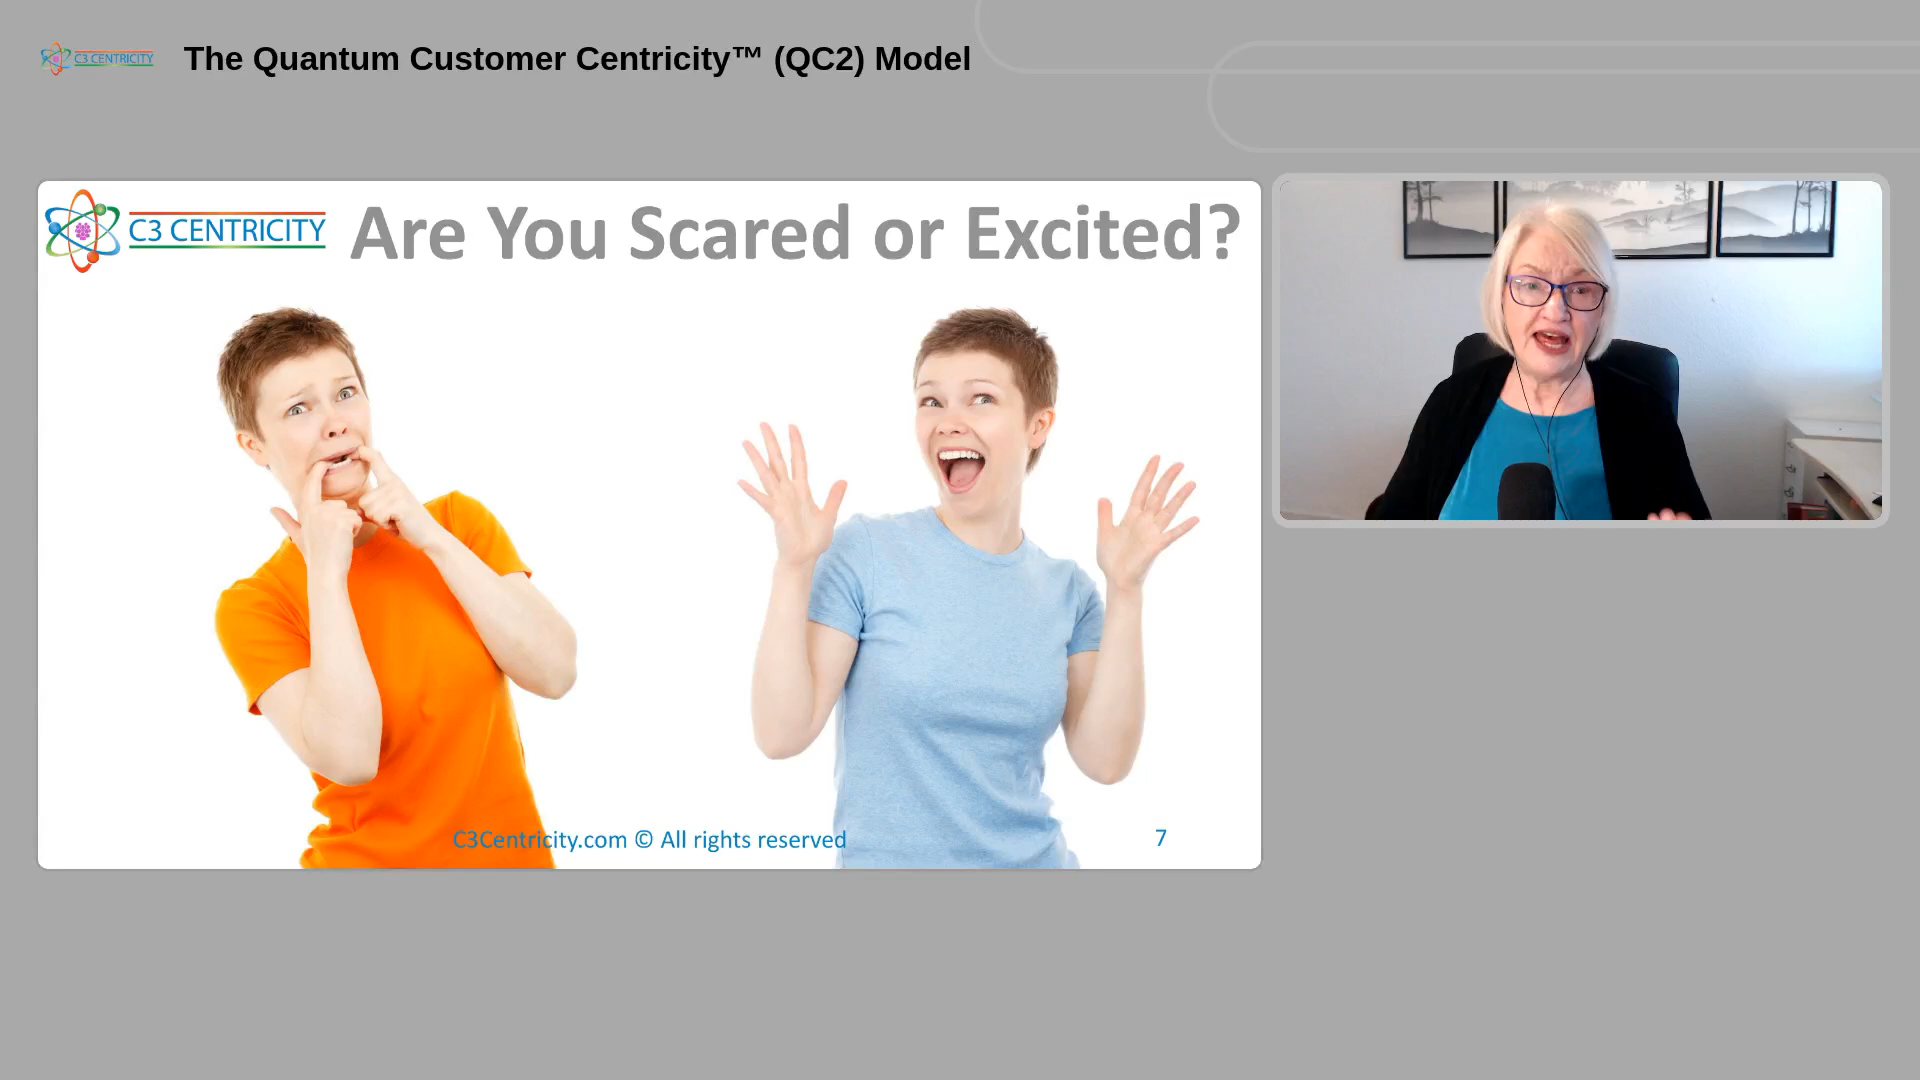 C3 CENTRICITY
The Quantum Customer Centricity™ (QC2) Model
C3 CENTRICITY
Are You Scared or Excited?
C3Centricity.com © All rights reserved
7